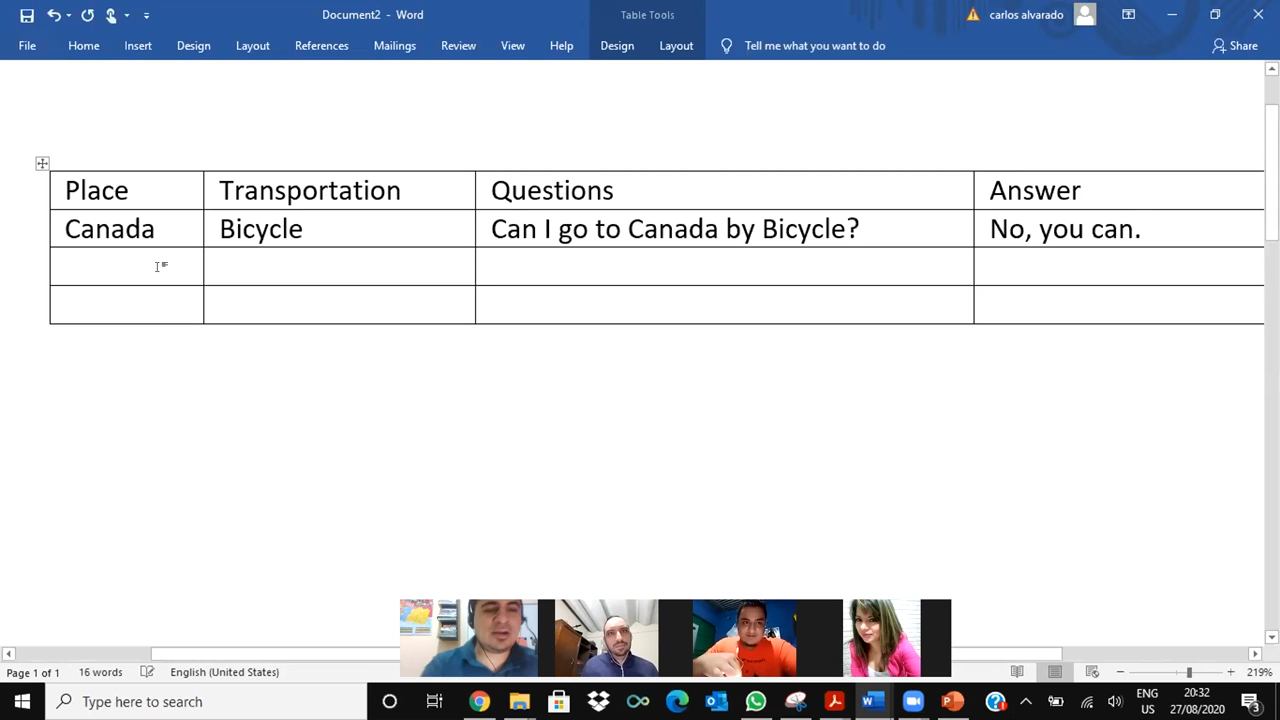 Document2 - Word
Table Tools
carlos alvarado
File Home Insert Design Layout References Mailings Review View Help Design Layout Tell me what you want to do Share
Place Transportation Questions Answer
Canada Bicycle Can I go to Canada by Bicycle? No, you can.
Page 1 of 1 16 words English (United States) 219%
Type here to search
ENG 20:32
US 27/08/2020 3